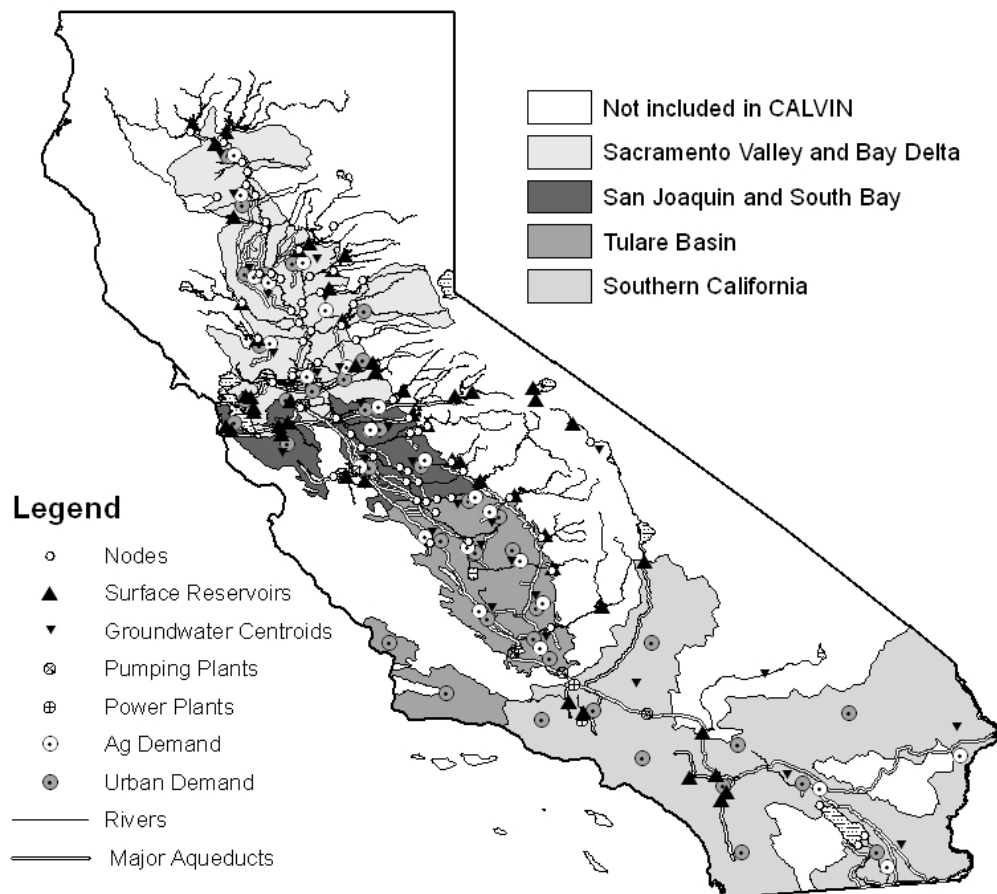 Not included in CALVIN
Sacramento Valley and Bay Delta
San Joaquin and South Bay
Tulare Basin
Southern California
Legend
Nodes
Surface Reservoirs
Groundwater Centroids
Pumping Plants
Power Plants
Ag Demand
Urban Demand
Rivers
Major Aqueducts